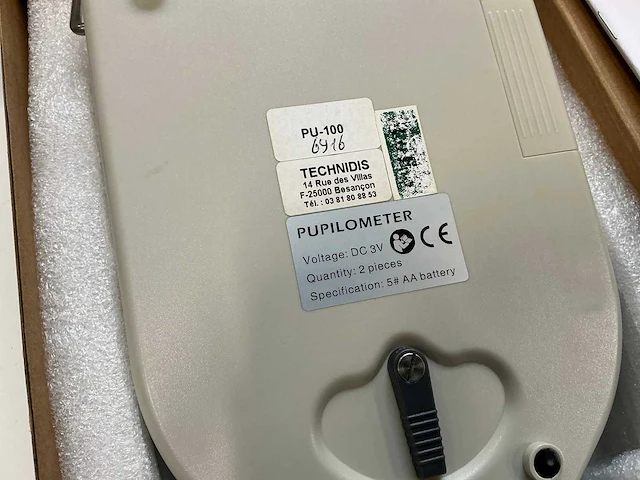 PU-100
6416
TECHNIDIS
14 Rue des Villas
F-25000 Besançon
Tél.: 03 81 80 88 53
PUPILOMETER
Voltage: DC 3V CE
Quantity: 2 pieces
Specification: 5# AA battery